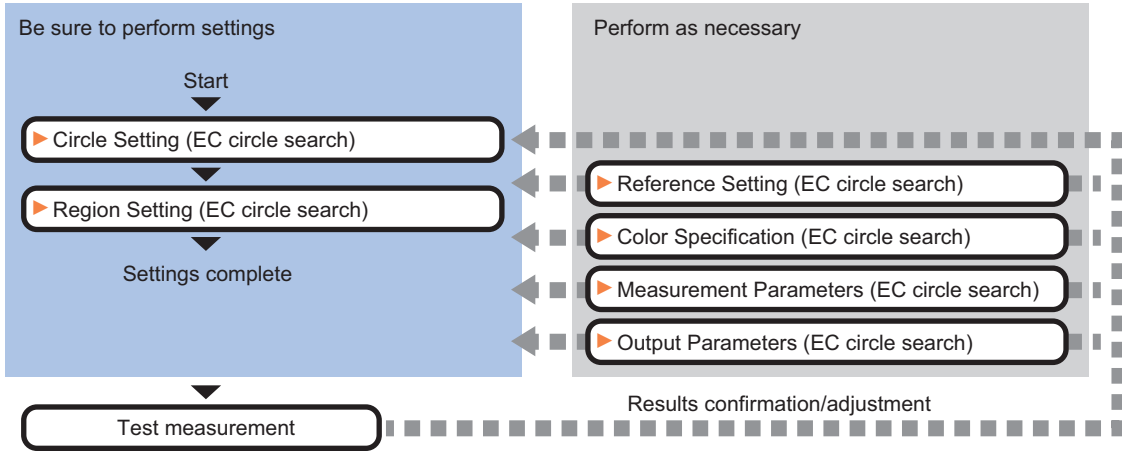 Be sure to perform settings
Start
Circle Setting (EC circle search)
Region Setting (EC circle search)
Settings complete
Test measurement
Perform as necessary
Reference Setting (EC circle search)
Color Specification (EC circle search)
Measurement Parameters (EC circle search)
Output Parameters (EC circle search)
Results confirmation/adjustment